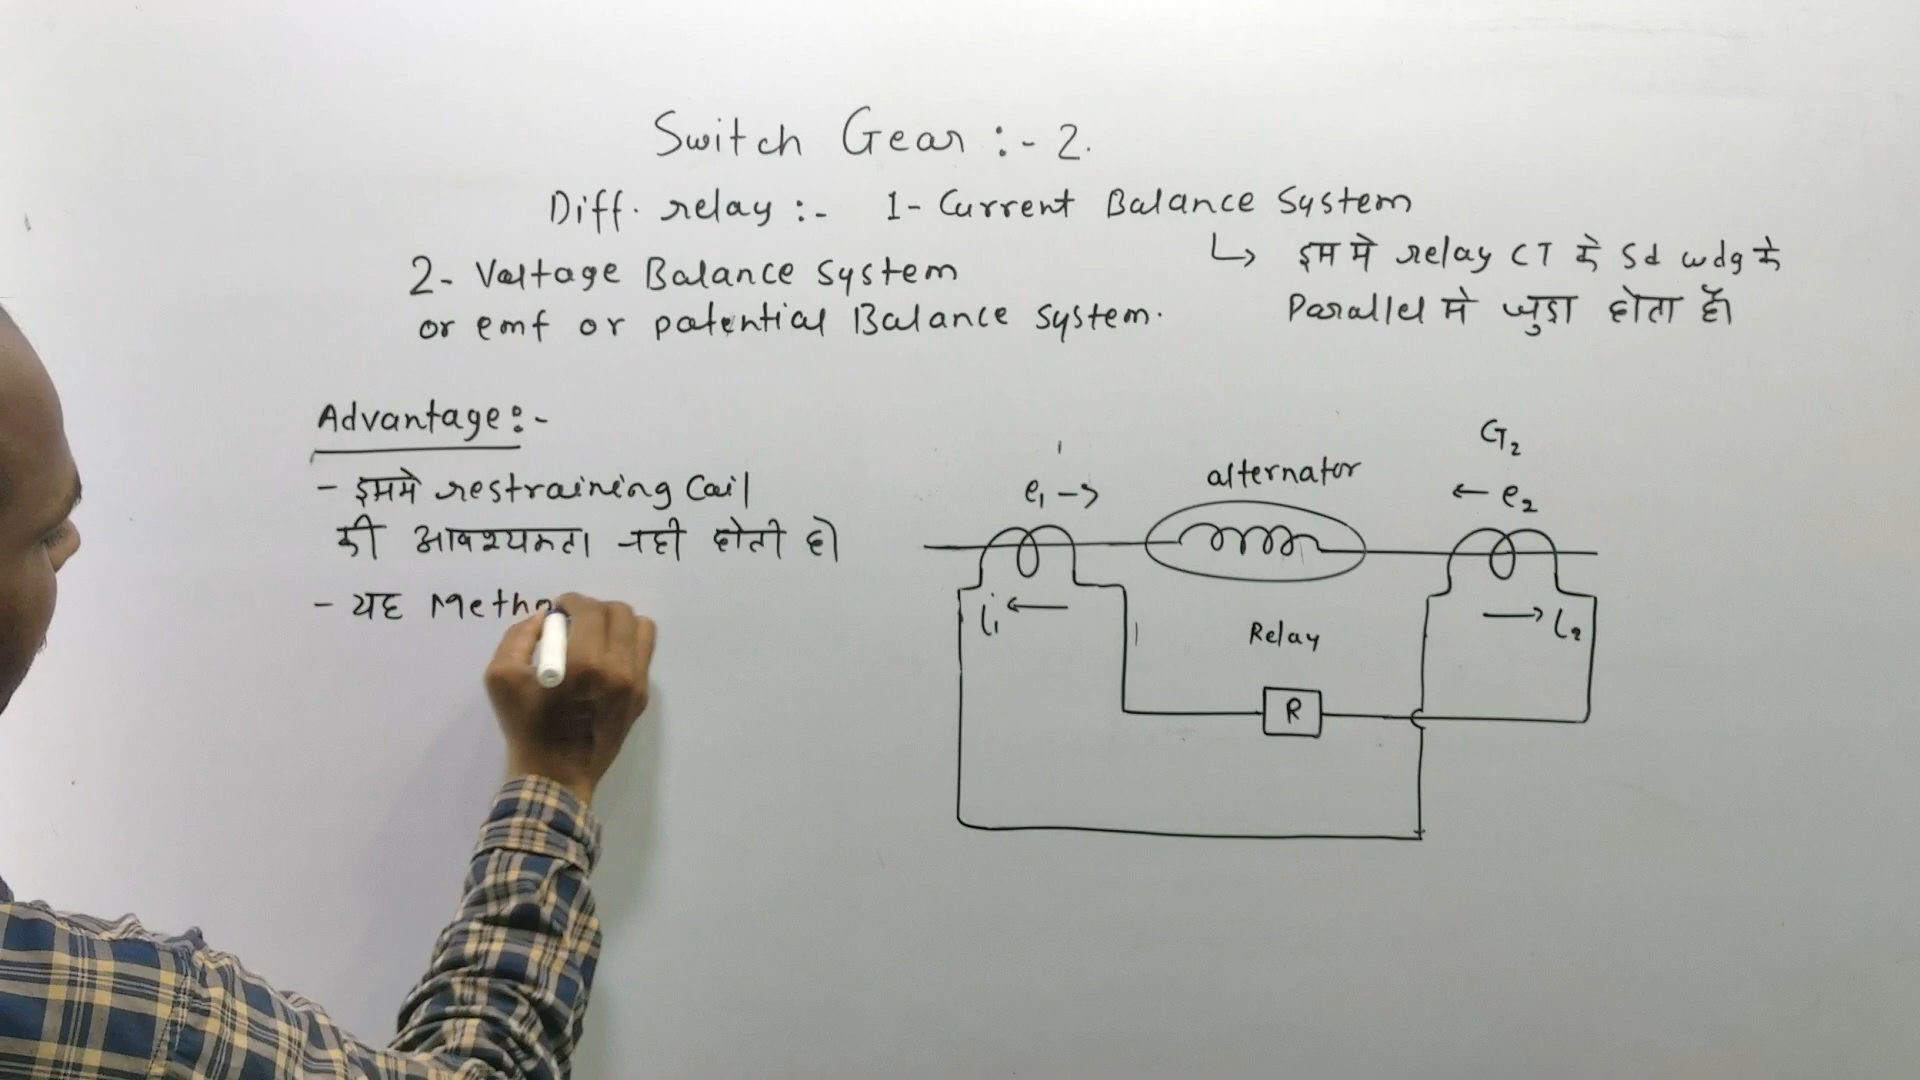 Switch Gear :- 2.
Diff. relay :- 1- Current Balance System
↳ इस मे relay CT के Sd wdg के
Parallel मे जुडा होता है।
2- Voltage Balance System
or emf or potential Balance system.
Advantage :-
- इसमे restraining Coil
की आवश्यकता नही होती है।
- यह Metho
G₂
alternator
e₁ →
← e₂
i₁ ←
→ i₂
Relay
R